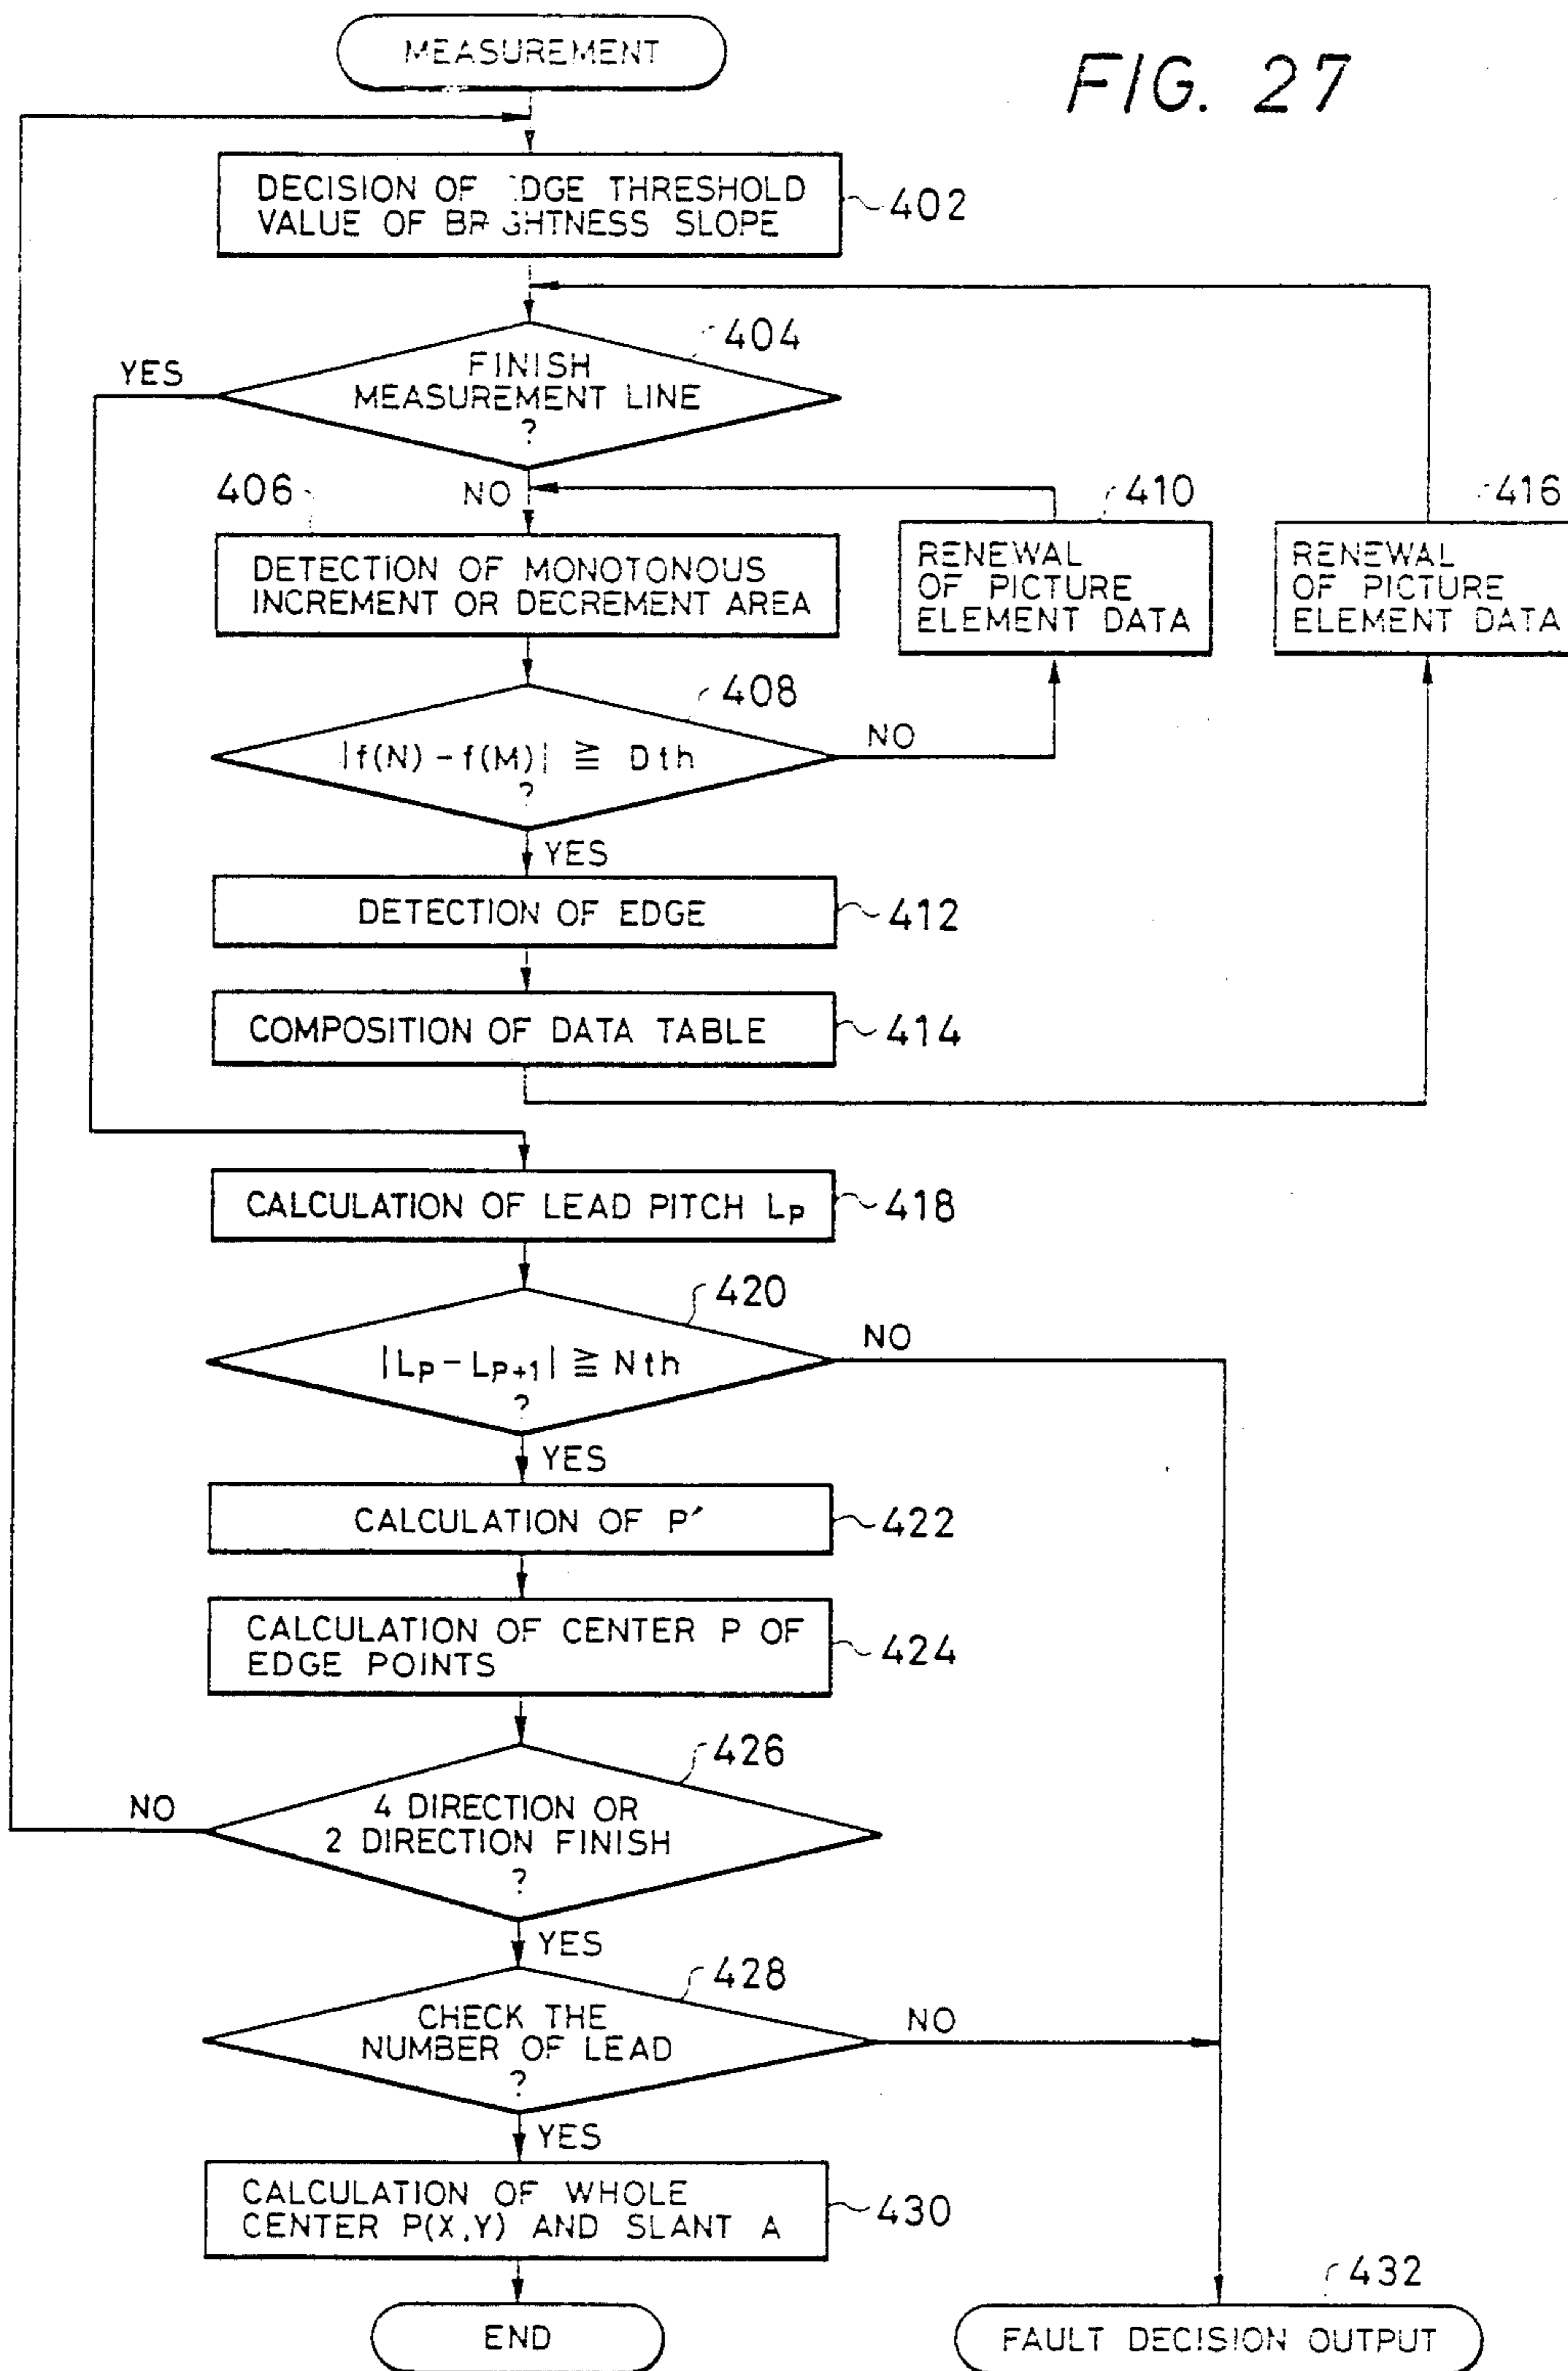 MEASUREMENT
FIG. 27
DECISION OF EDGE THRESHOLD
VALUE OF BRIGHTNESS SLOPE
402
404
FINISH
MEASUREMENT LINE
?
YES
NO
406
410
416
DETECTION OF MONOTONOUS
INCREMENT OR DECREMENT AREA
RENEWAL
OF PICTURE
ELEMENT DATA
RENEWAL
OF PICTURE
ELEMENT DATA
408
|f(N)-f(M)| ≧ Dth
?
NO
YES
DETECTION OF EDGE
412
COMPOSITION OF DATA TABLE
414
CALCULATION OF LEAD PITCH LP
418
420
|LP-LP+1| ≧ Nth
?
NO
YES
CALCULATION OF P′
422
CALCULATION OF CENTER P OF
EDGE POINTS
424
426
4 DIRECTION OR
2 DIRECTION FINISH
?
NO
YES
428
CHECK THE
NUMBER OF LEAD
?
NO
YES
CALCULATION OF WHOLE
CENTER P(X,Y) AND SLANT A
430
432
END
FAULT DECISION OUTPUT